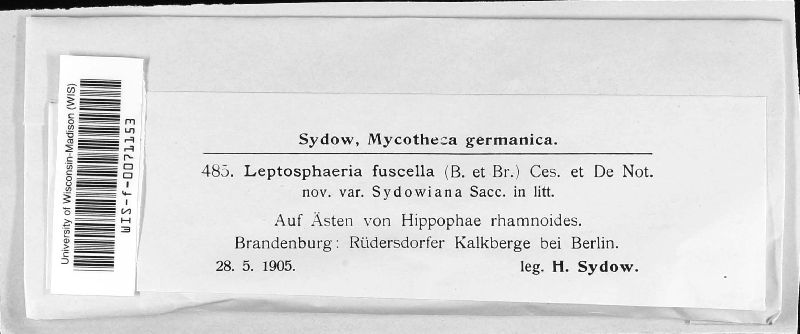 University of Wisconsin-Madison (WIS)
WIS-f-0071153
Sydow, Mycotheca germanica.
485. Leptosphaeria fuscella (B. et Br.) Ces. et De Not.
nov. var. Sydowiana Sacc. in litt.
Auf Ästen von Hippophae rhamnoides.
Brandenburg: Rüdersdorfer Kalkberge bei Berlin.
28. 5. 1905. leg. H. Sydow.